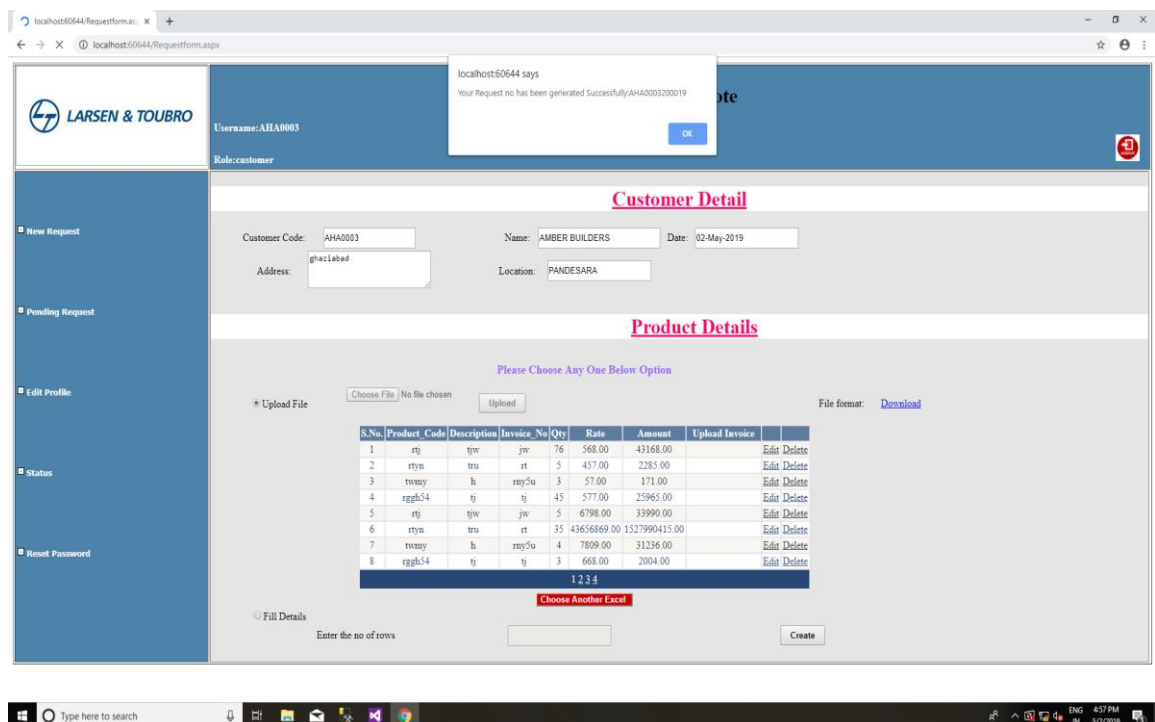 localhost:60644/Requestform.as
localhost:60644/Requestform.aspx
localhost:60644 says
Your Request no has been generated Successfully:AHA0003200019
OK
LARSEN & TOUBRO
ote
Username:AHA0003
Role:customer
New Request
Pending Request
Edit Profile
Status
Reset Password
Customer Detail
Customer Code: AHA0003 Name: AMBER BUILDERS Date: 02-May-2019
Address: ghaziabad Location: PANDESARA
Product Details
Please Choose Any One Below Option
Upload File Choose File No file chosen Upload File format: Download
S.No. Product_Code Description Invoice_No Qty Rate Amount Upload Invoice
1 rtj tjw jw 76 568.00 43168.00 Edit Delete
2 rtyn tru rt 5 457.00 2285.00 Edit Delete
3 twmy h rny5u 3 57.00 171.00 Edit Delete
4 rggh54 tj tj 45 577.00 25965.00 Edit Delete
5 rtj tjw jw 5 6798.00 33990.00 Edit Delete
6 rtyn tru rt 35 43656869.00 1527990415.00 Edit Delete
7 twmy h rny5u 4 7809.00 31236.00 Edit Delete
8 rggh54 tj tj 3 668.00 2004.00 Edit Delete
1 2 3 4
Choose Another Excel
Fill Details
Enter the no of rows Create
Type here to search
ENG 4:57 PM
IN 5/2/2019